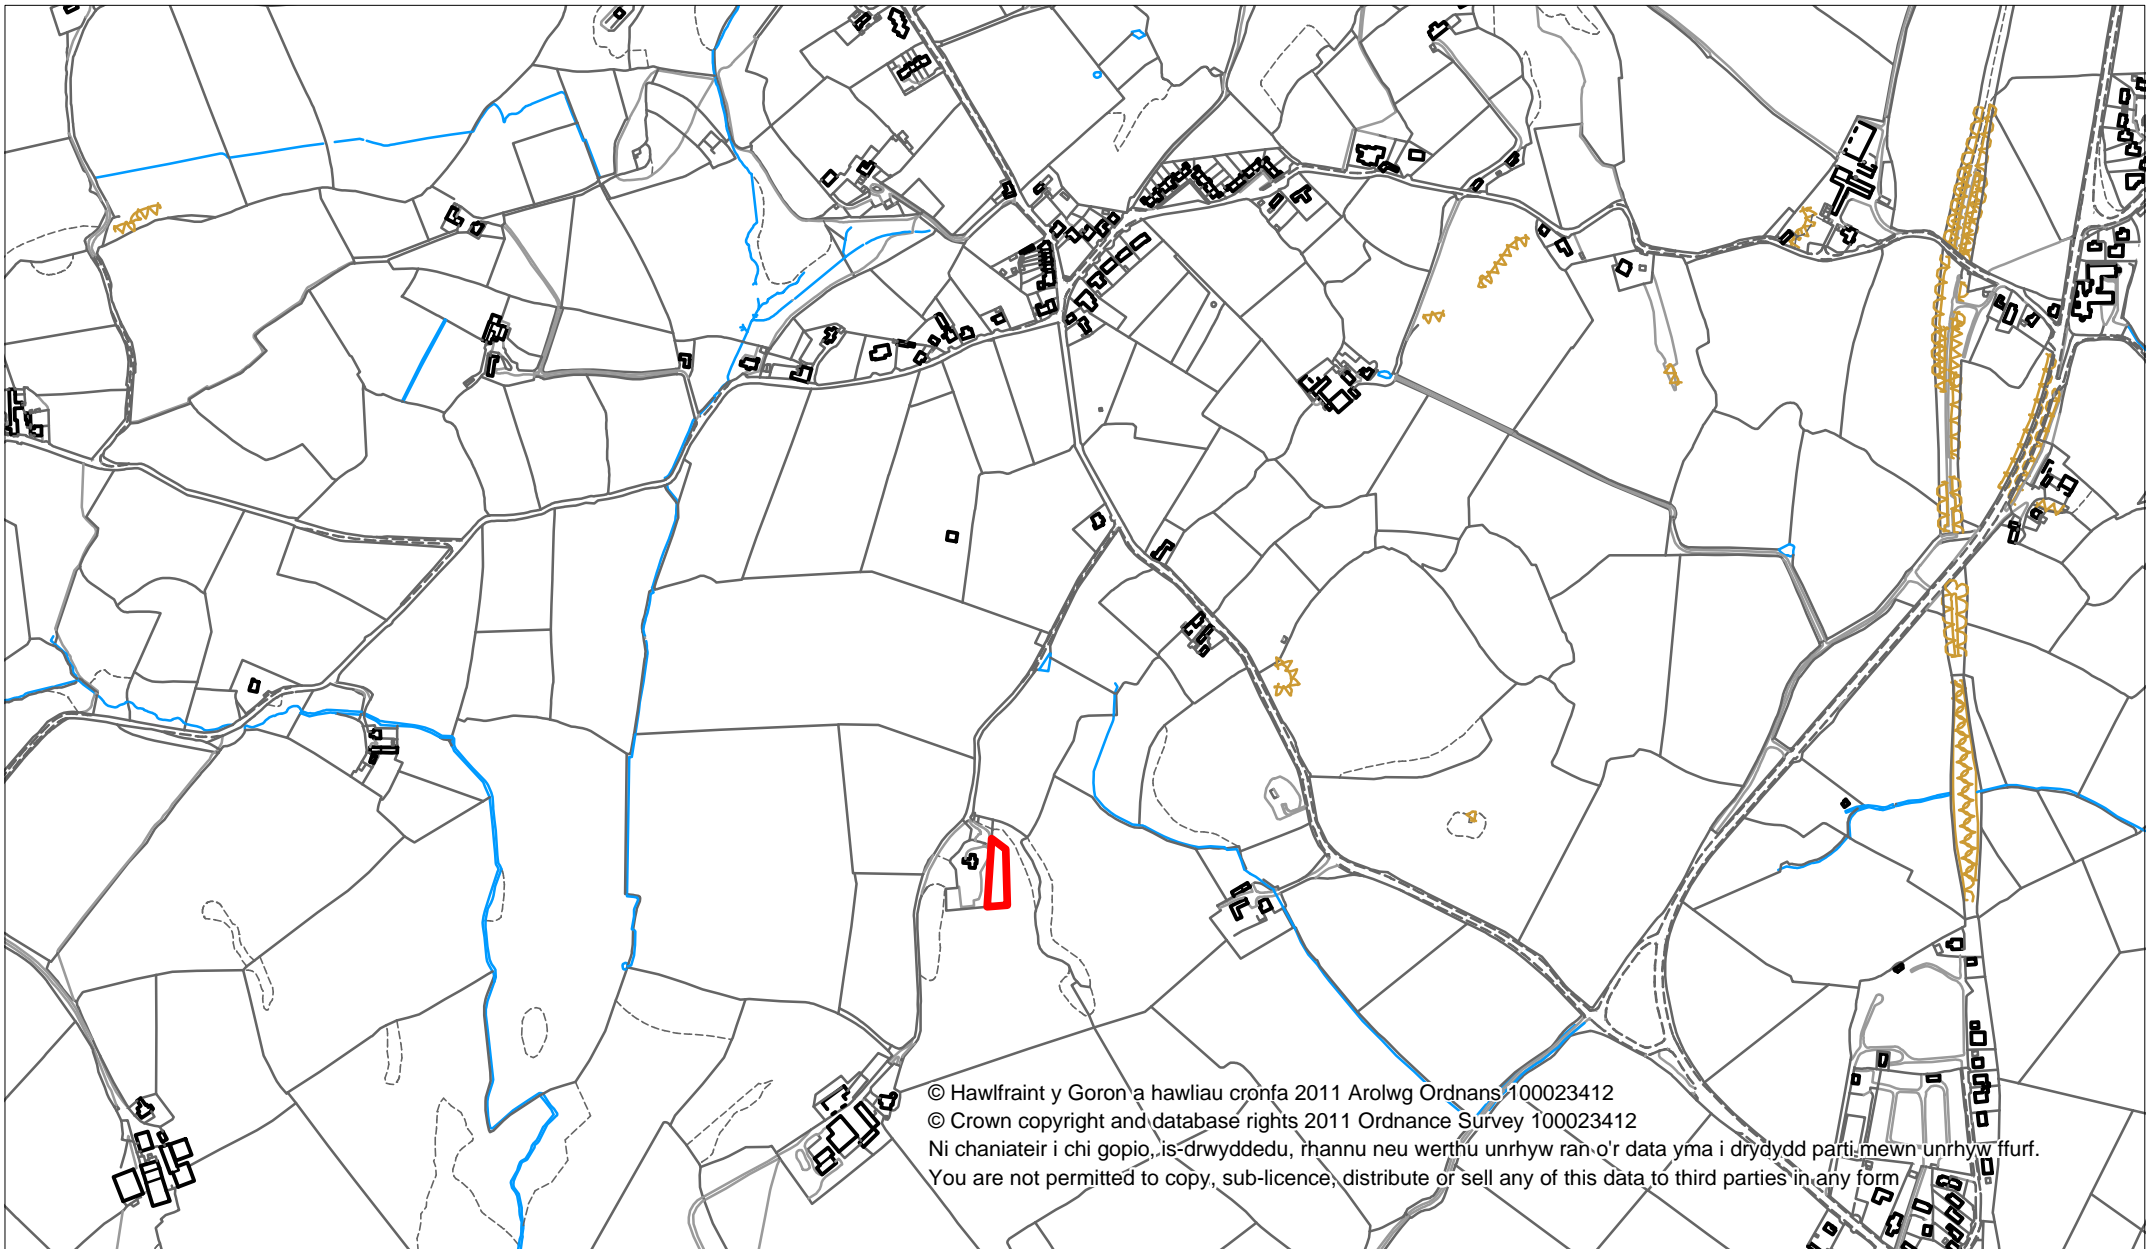 © Hawlfraint y Goron a hawliau cronfa 2011 Arolwg Ordnans 100023412
© Crown copyright and database rights 2011 Ordnance Survey 100023412
Ni chaniateir i chi gopio, is-drwyddedu, rhannu neu werthu unrhyw ran o'r data yma i drydydd parti mewn unrhyw ffurf.
You are not permitted to copy, sub-licence, distribute or sell any of this data to third parties in any form